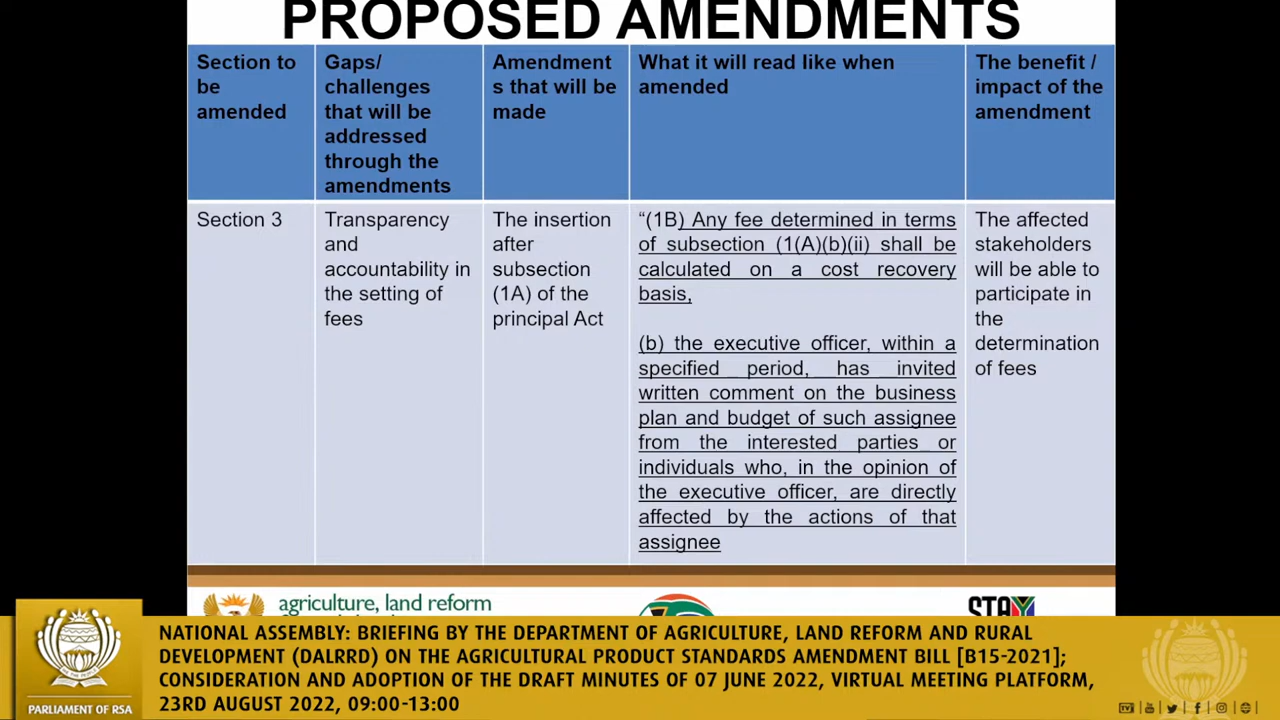 PROPOSED AMENDMENTS
Section to
be
amended
Gaps/
challenges
that will be
addressed
through the
amendments
Amendment
s that will be
made
What it will read like when
amended
The benefit /
impact of the
amendment
Section 3
Transparency
and
accountability in
the setting of
fees
The insertion
after
subsection
(1A) of the
principal Act
“(1B) Any fee determined in terms
of subsection (1(A)(b)(ii) shall be
calculated on a cost recovery
basis,
(b) the executive officer, within a
specified period, has invited
written comment on the business
plan and budget of such assignee
from the interested parties or
individuals who, in the opinion of
the executive officer, are directly
affected by the actions of that
assignee
The affected
stakeholders
will be able to
participate in
the
determination
of fees
agriculture, land reform
STAY
NATIONAL ASSEMBLY: BRIEFING BY THE DEPARTMENT OF AGRICULTURE, LAND REFORM AND RURAL
DEVELOPMENT (DALRRD) ON THE AGRICULTURAL PRODUCT STANDARDS AMENDMENT BILL [B15-2021];
CONSIDERATION AND ADOPTION OF THE DRAFT MINUTES OF 07 JUNE 2022, VIRTUAL MEETING PLATFORM,
23RD AUGUST 2022, 09:00-13:00
PARLIAMENT OF RSA